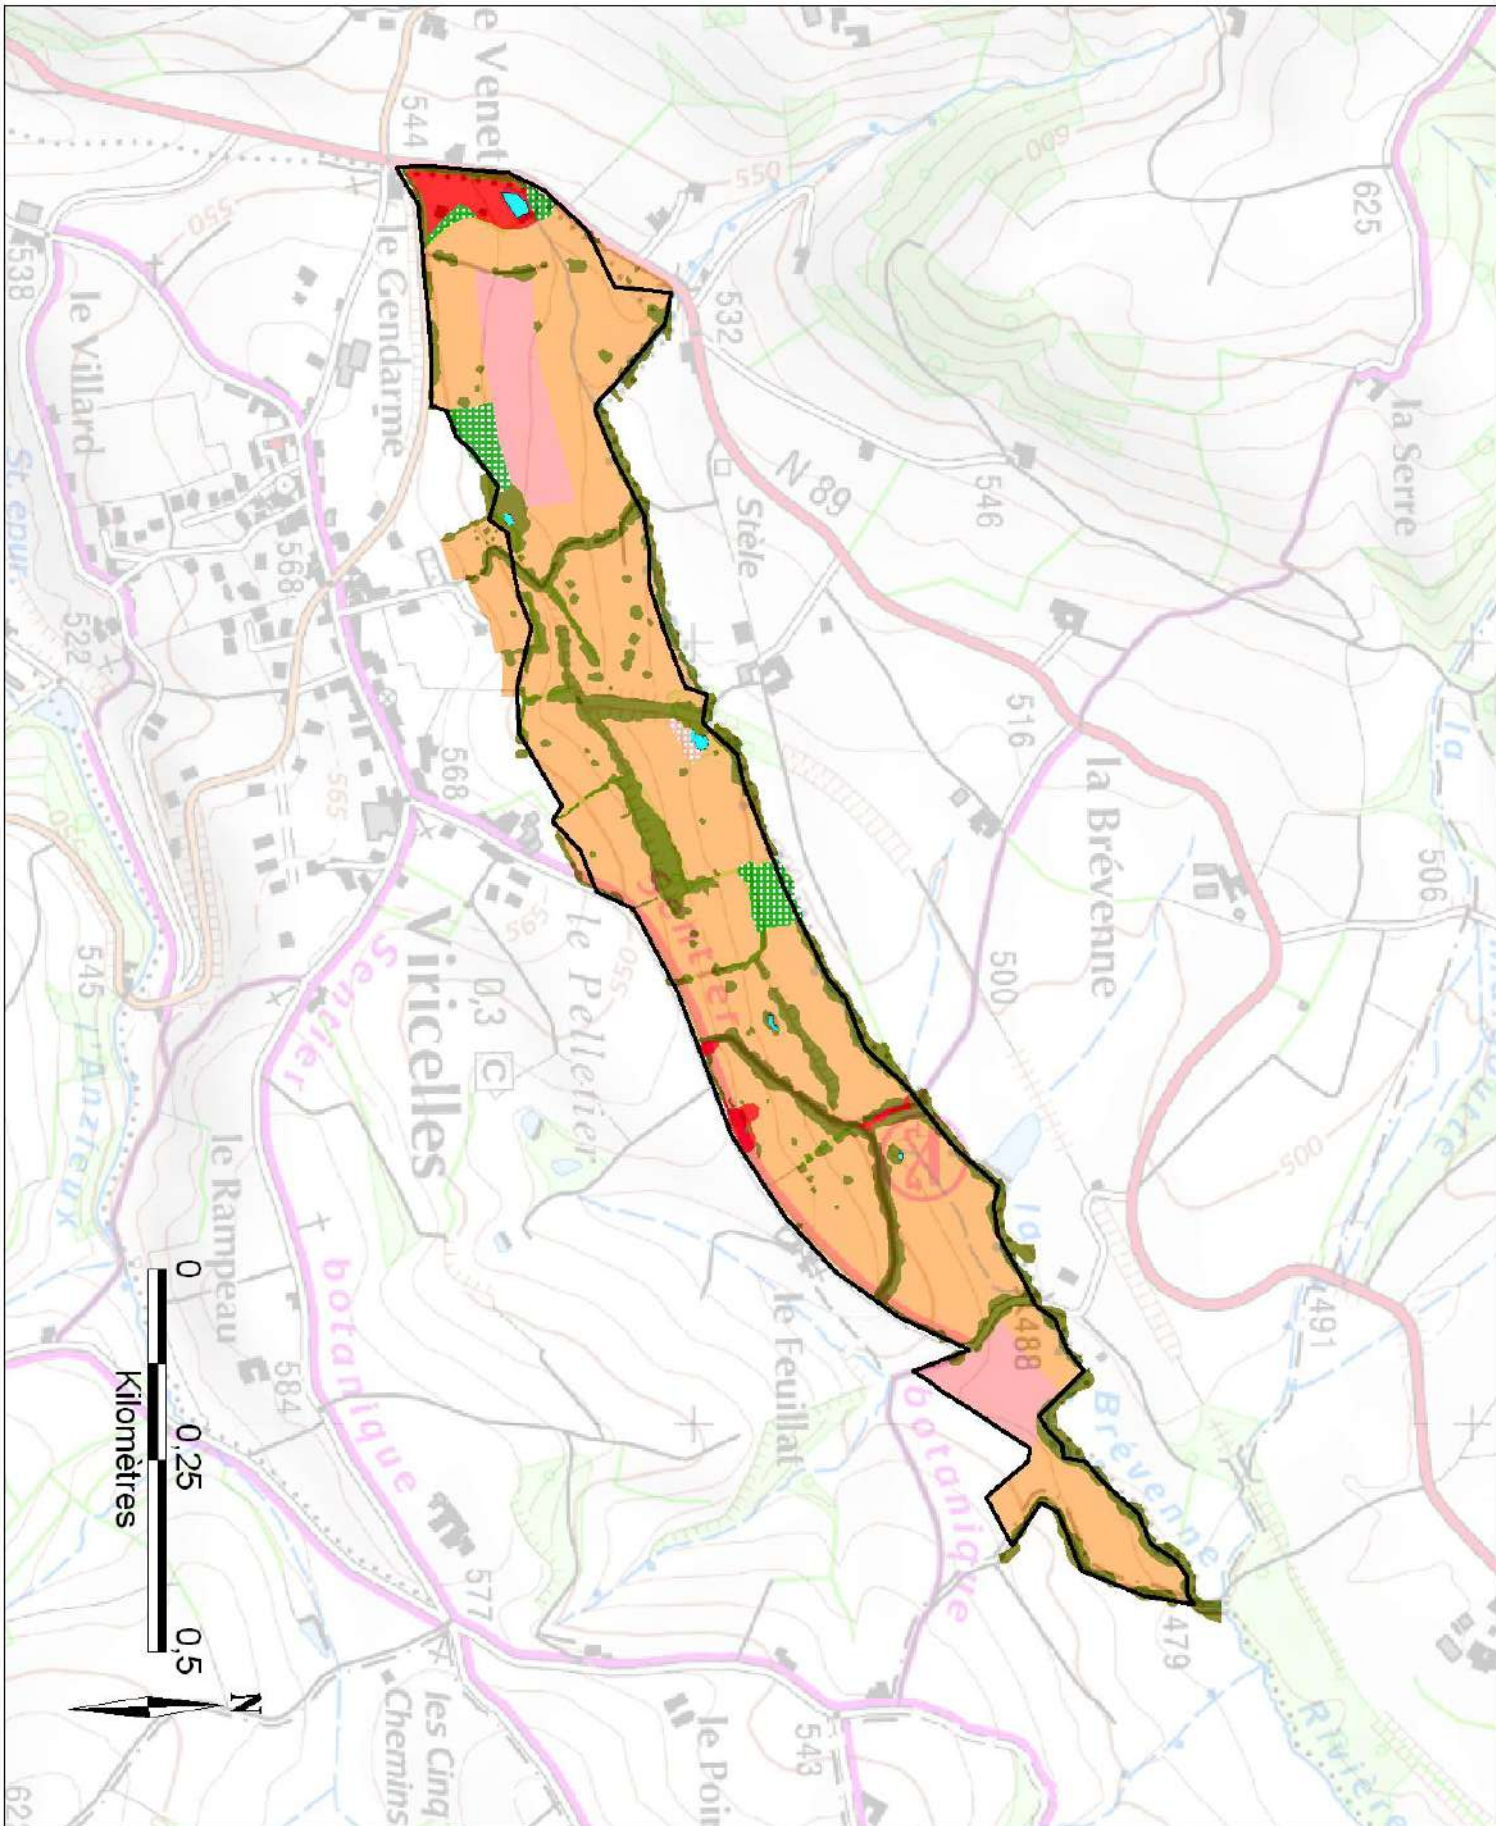 Rivière
la
506
la Serre
625
491
500
479
Brévenne
la Brévenne
600
488
la
516
500
546
botanique
N 89
543
le Feuillat
550
Stèle
532
le Poin
Sentier
550
le Pelletier
565
e Venet
0,3 C
577
568
Viricelles
les Cinq
Chemins
544
le Gendarme
Sentier
botanique
565
568
584
N
le Rampeau
550
0 0,25 0,5
Kilomètres
545
l'Anzieux
le Villard
522
538
St. epur.
62